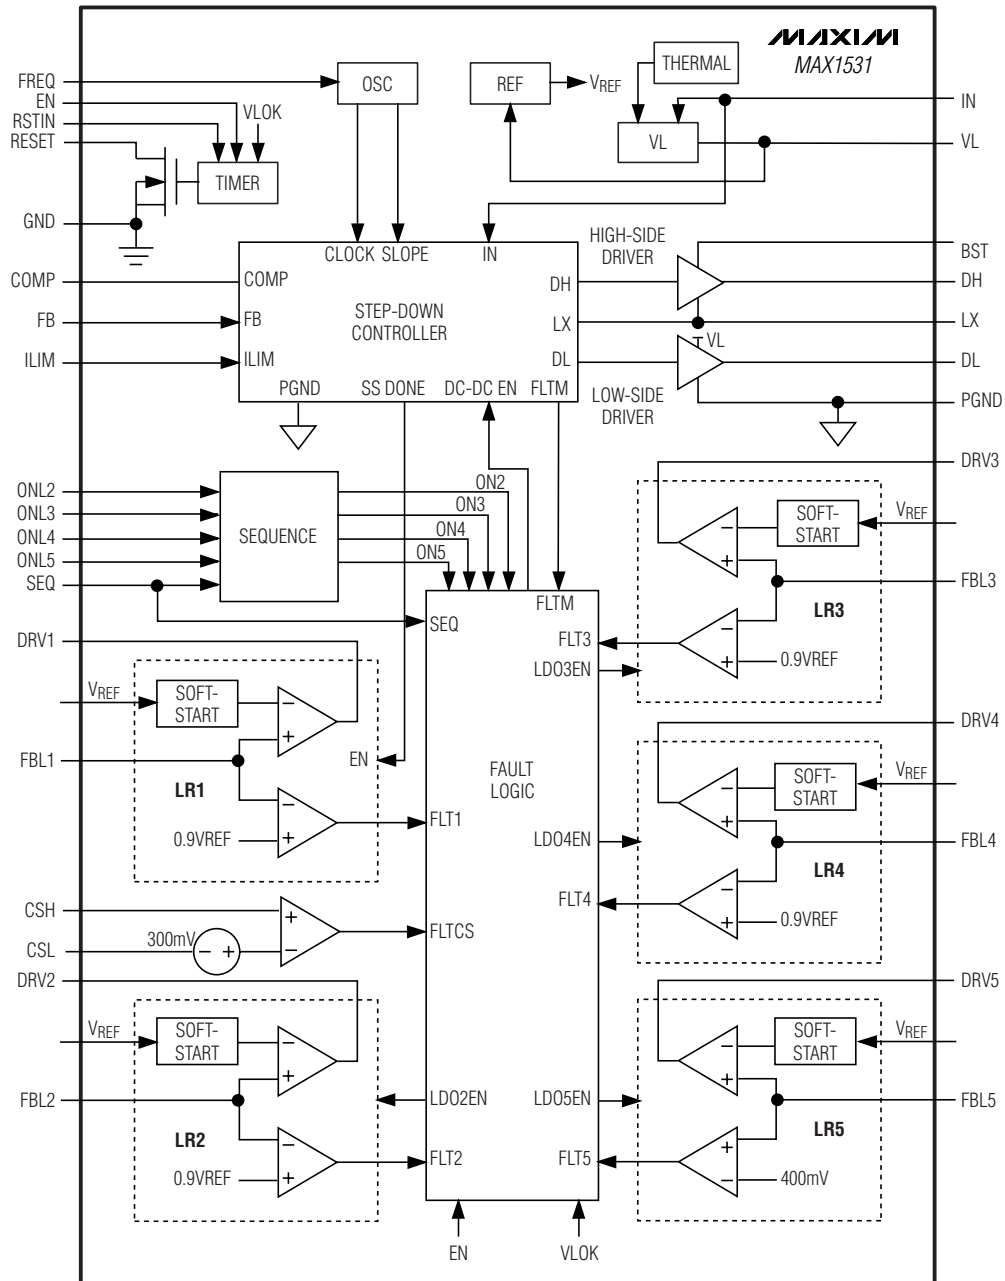 MAXIM
MAX1531
FREQ
EN
RSTIN
RESET
GND
COMP
FB
ILIM
OSC
REF
VREF
THERMAL
VL
IN
VL
VLOK
TIMER
CLOCK SLOPE
IN
COMP
FB
ILIM
STEP-DOWN
CONTROLLER
PGND
SS DONE
DC-DC EN
FLTM
DH
LX
DL
HIGH-SIDE
DRIVER
VL
LOW-SIDE
DRIVER
BST
DH
LX
DL
PGND
ONL2
ONL3
ONL4
ONL5
SEQ
SEQUENCE
ON2
ON3
ON4
ON5
DRV1
VREF
SOFT-
START
−
+
FBL1
LR1
EN
−
+
0.9VREF
CSH
CSL
300mV
− +
+
−
DRV2
VREF
SOFT-
START
−
+
FBL2
LR2
−
+
0.9VREF
SEQ
FLTM
FLT3
LDO3EN
FAULT
LOGIC
FLT1
LDO4EN
FLT4
FLTCS
LDO2EN
LDO5EN
FLT2
FLT5
EN
VLOK
DRV3
SOFT-
START
VREF
−
+
FBL3
LR3
−
+
0.9VREF
DRV4
SOFT-
START
VREF
−
+
FBL4
LR4
−
+
0.9VREF
DRV5
SOFT-
START
VREF
−
+
FBL5
LR5
+
−
400mV